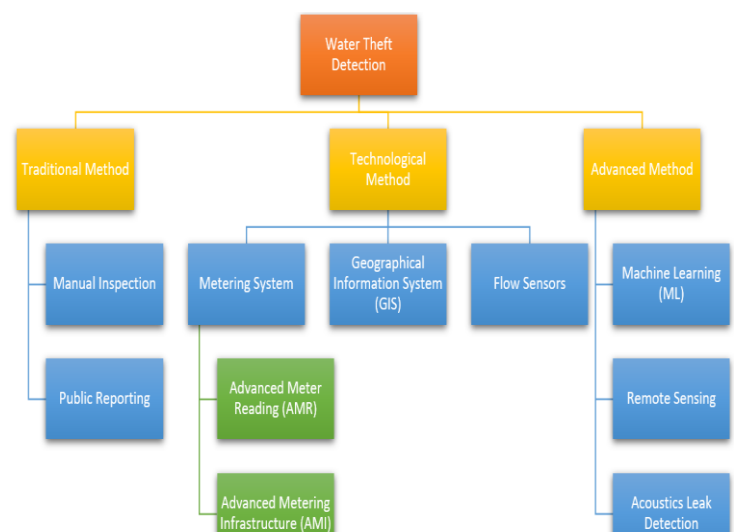 Water Theft
Detection
Traditional Method
Technological
Method
Advanced Method
Manual Inspection
Public Reporting
Metering System
Geographical
Information System
(GIS)
Flow Sensors
Advanced Meter
Reading (AMR)
Advanced Metering
Infrastructure (AMI)
Machine Learning
(ML)
Remote Sensing
Acoustics Leak
Detection